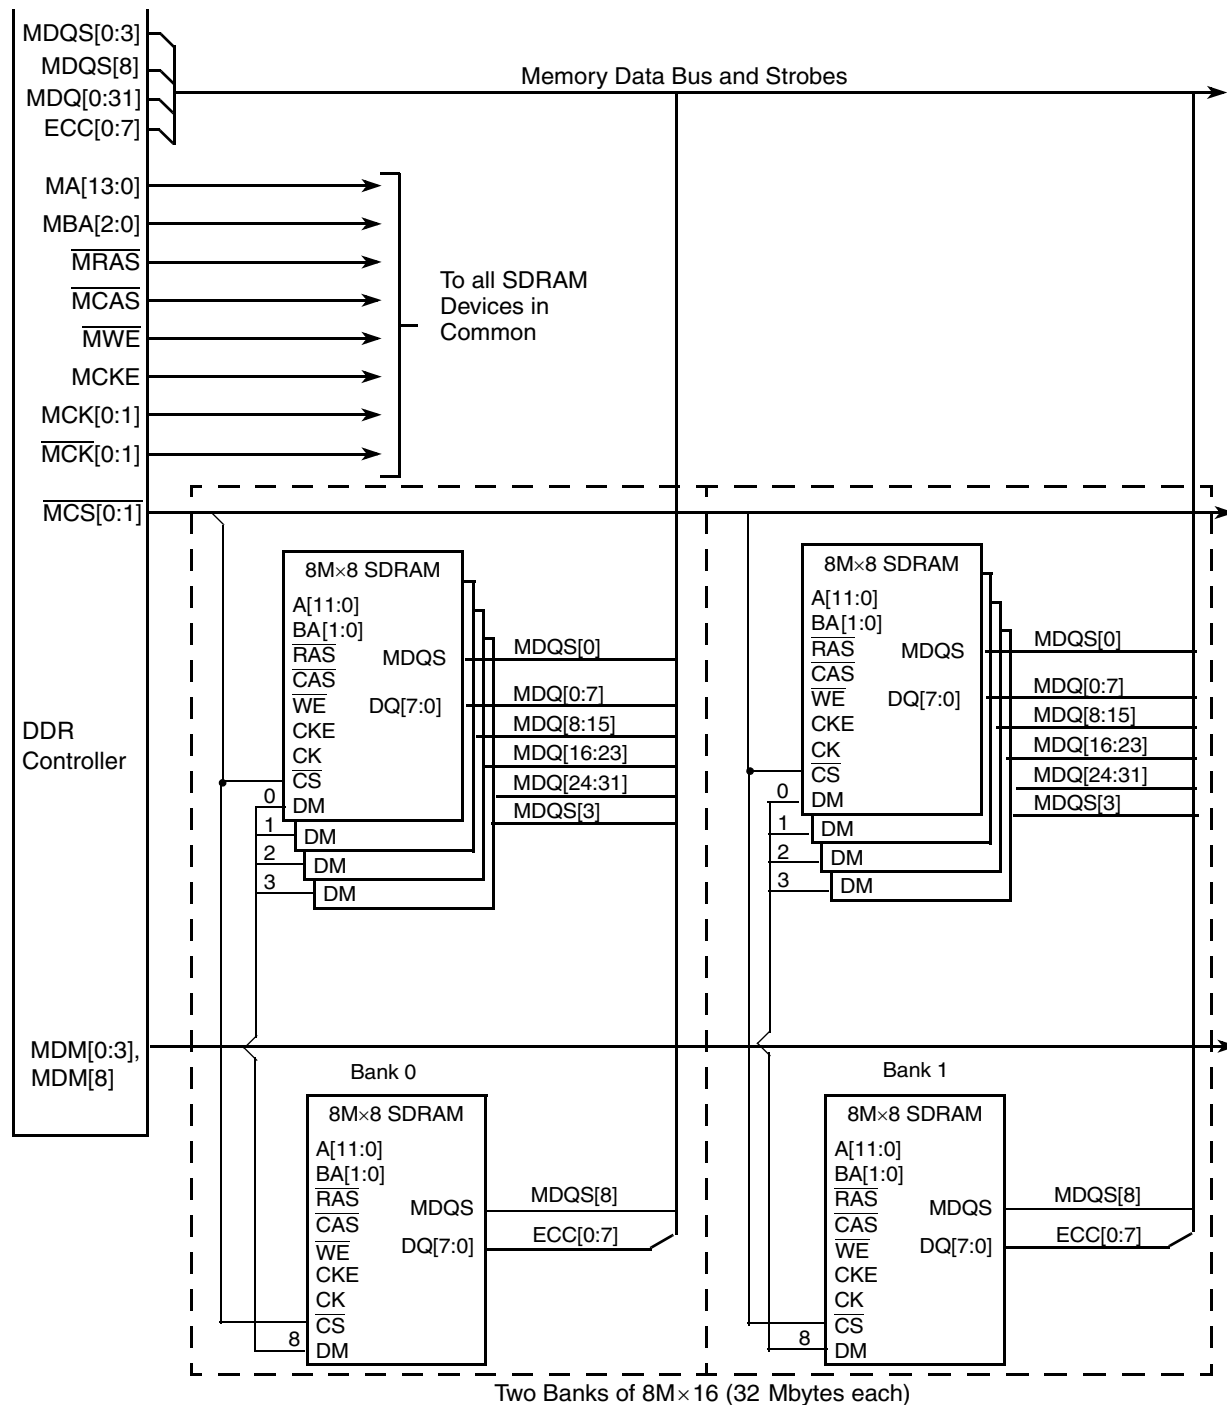 MDQS[0:3]
MDQS[8]
MDQ[0:31]
ECC[0:7]
Memory Data Bus and Strobes
MA[13:0]
MBA[2:0]
MRAS
MCAS
MWE
MCKE
MCK[0:1]
MCK[0:1]
To all SDRAM
Devices in
Common
MCS[0:1]
DDR
Controller
MDM[0:3],
MDM[8]
8M×8 SDRAM
A[11:0]
BA[1:0]
RAS
CAS
WE
CKE
CK
CS
DM
MDQS
DQ[7:0]
0
1
2
3
DM
DM
DM
MDQS[0]
MDQ[0:7]
MDQ[8:15]
MDQ[16:23]
MDQ[24:31]
MDQS[3]
8M×8 SDRAM
A[11:0]
BA[1:0]
RAS
CAS
WE
CKE
CK
CS
DM
MDQS
DQ[7:0]
0
1
2
3
DM
DM
DM
MDQS[0]
MDQ[0:7]
MDQ[8:15]
MDQ[16:23]
MDQ[24:31]
MDQS[3]
Bank 0
8M×8 SDRAM
A[11:0]
BA[1:0]
RAS
CAS
WE
CKE
CK
CS
DM
8
MDQS
DQ[7:0]
MDQS[8]
ECC[0:7]
Bank 1
8M×8 SDRAM
A[11:0]
BA[1:0]
RAS
CAS
WE
CKE
CK
CS
DM
8
MDQS
DQ[7:0]
MDQS[8]
ECC[0:7]
Two Banks of 8M×16 (32 Mbytes each)